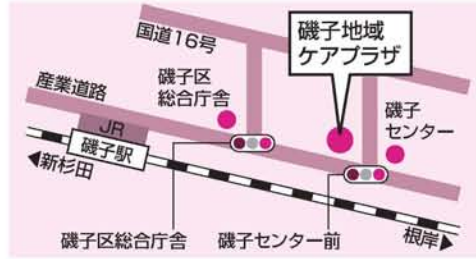 国道16号
磯子地域
ケアプラザ
磯子区
総合庁舎
産業道路
磯子
センター
JR
磯子駅
◀新杉田
磯子区総合庁舎
磯子センター前
根岸▶